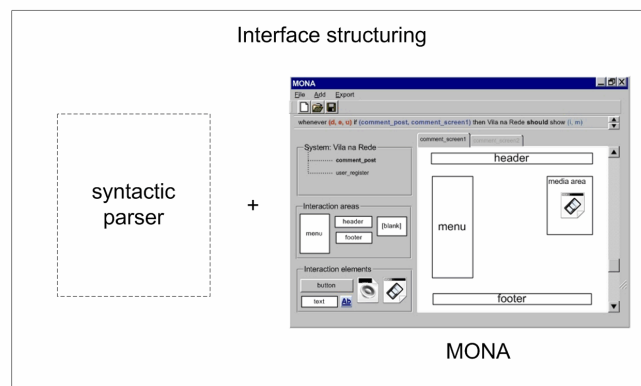 Interface structuring
syntactic
parser
+
MONA
File Add Export
whenever (d, e, α) if (comment_post, comment_screen1) then Vila na Rede should show (i, m)
System: Vila na Rede
comment_post
user_register
Interaction areas
menu
header
footer
[blank]
Interaction elements
button
text
Ab
comment_screen1
header
menu
media area
footer
MONA